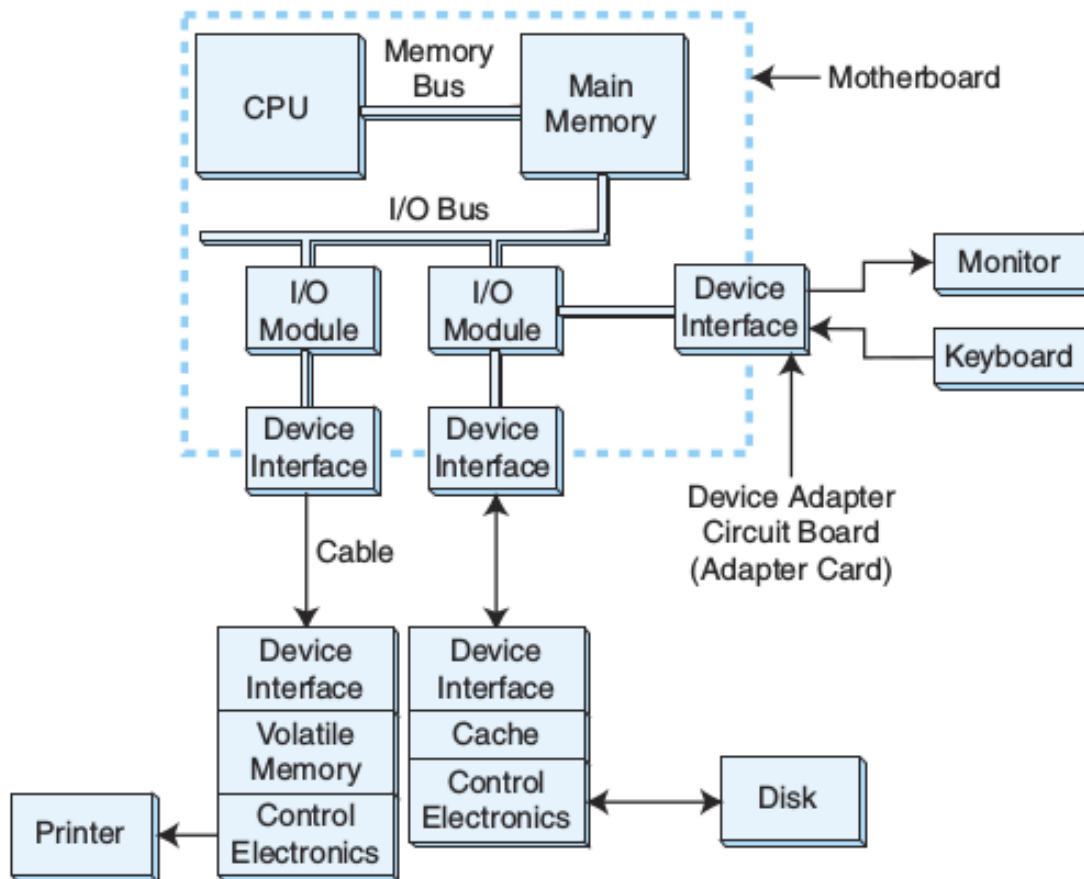 Memory
Bus
CPU
Main
Memory
Motherboard
I/O Bus
I/O
Module
I/O
Module
Device
Interface
Monitor
Keyboard
Device
Interface
Device
Interface
Device Adapter
Circuit Board
(Adapter Card)
Cable
Device
Interface
Volatile
Memory
Control
Electronics
Device
Interface
Cache
Control
Electronics
Printer
Disk